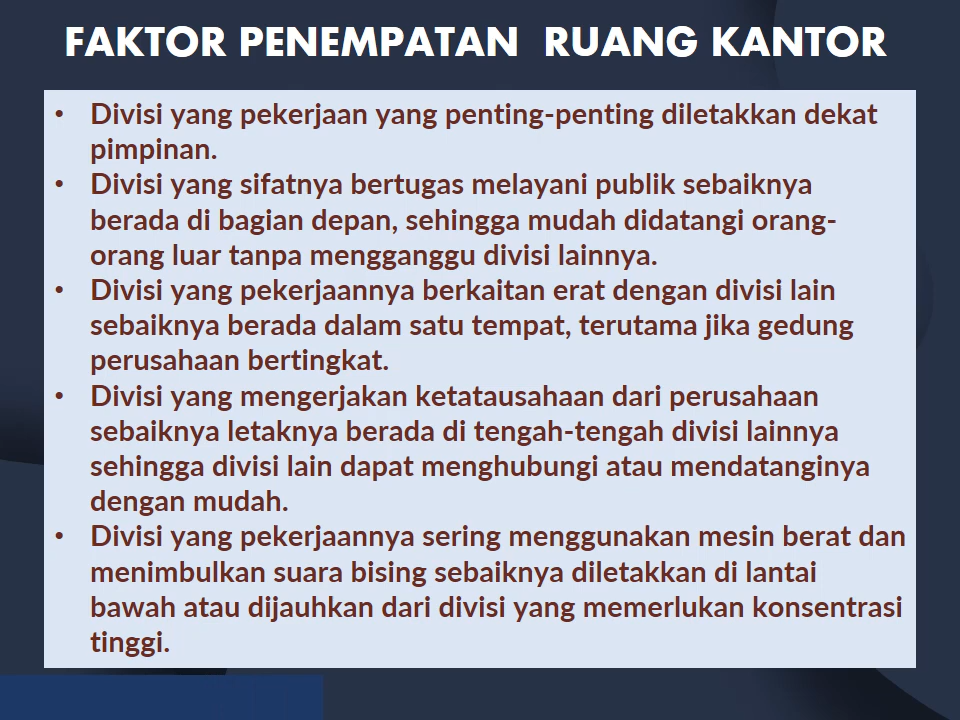 FAKTOR PENEMPATAN RUANG KANTOR
• Divisi yang pekerjaan yang penting-penting diletakkan dekat
pimpinan.
• Divisi yang sifatnya bertugas melayani publik sebaiknya
berada di bagian depan, sehingga mudah didatangi orang-
orang luar tanpa mengganggu divisi lainnya.
• Divisi yang pekerjaannya berkaitan erat dengan divisi lain
sebaiknya berada dalam satu tempat, terutama jika gedung
perusahaan bertingkat.
• Divisi yang mengerjakan ketatausahaan dari perusahaan
sebaiknya letaknya berada di tengah-tengah divisi lainnya
sehingga divisi lain dapat menghubungi atau mendatanginya
dengan mudah.
• Divisi yang pekerjaannya sering menggunakan mesin berat dan
menimbulkan suara bising sebaiknya diletakkan di lantai
bawah atau dijauhkan dari divisi yang memerlukan konsentrasi
tinggi.